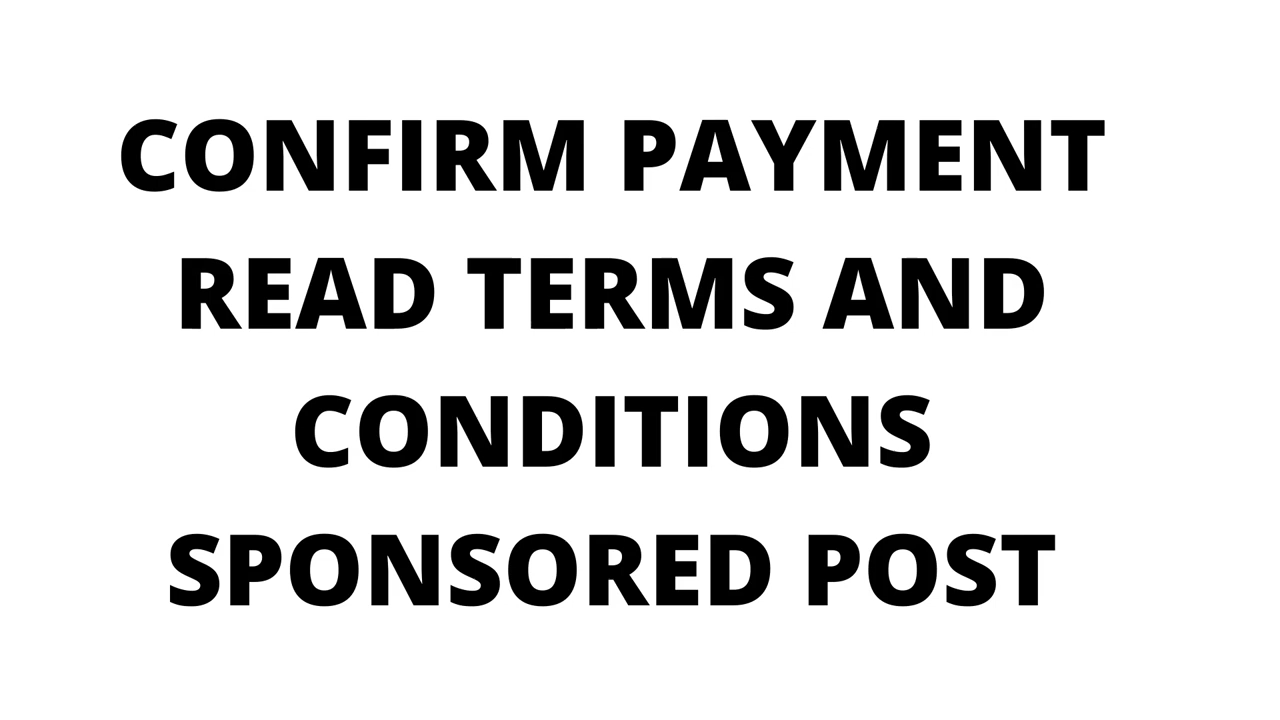 CONFIRM PAYMENT
READ TERMS AND
CONDITIONS
SPONSORED POST